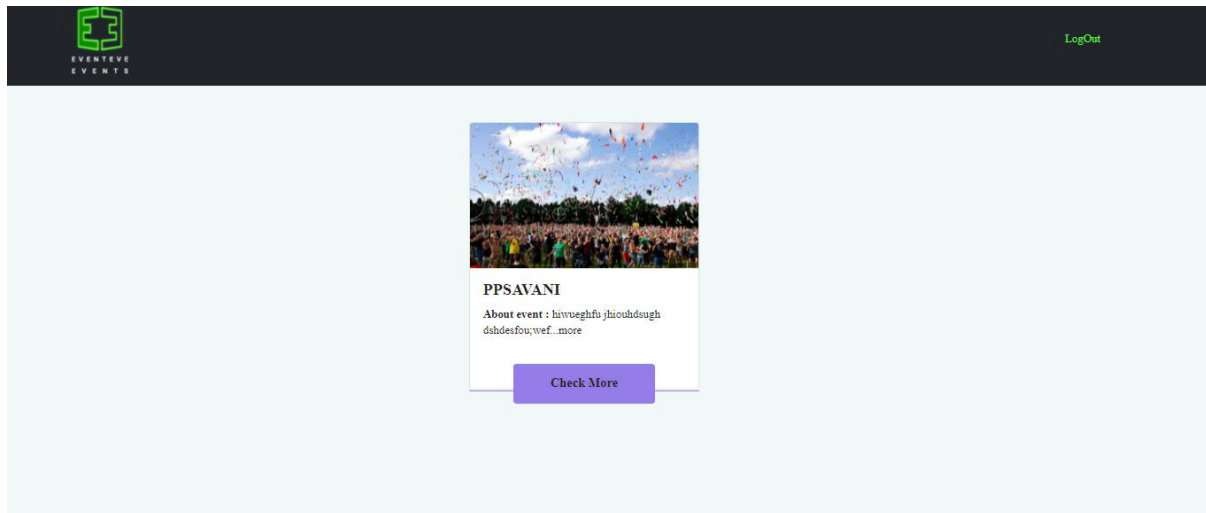 EVENTEVE
EVENTS
LogOut
PPSAVANI
About event : hiwueghfu jhiouhdsugh
dshdesfou;wef...more
Check More